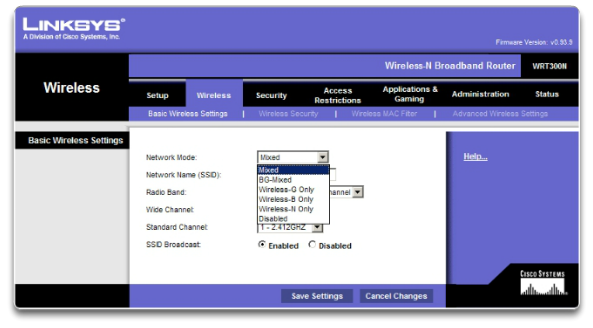 LINKSYS®
A Division of Cisco Systems, Inc.
Firmware Version: v0.93.9
Wireless-N Broadband Router WRT300N
Wireless
Setup Wireless Security Access Restrictions Applications & Gaming Administration Status
Basic Wireless Settings | Wireless Security | Wireless MAC Filter | Advanced Wireless Settings
Basic Wireless Settings
Network Mode: Mixed
Help...
Mixed
Network Name (SSID):
BG-Mixed
Radio Band: Wireless-G Only
Wireless-B Only
Wide Channel: Wireless-N Only
Disabled
Standard Channel: 1 - 2.412GHZ
SSID Broadcast: Enabled Disabled
CISCO SYSTEMS
Save Settings Cancel Changes